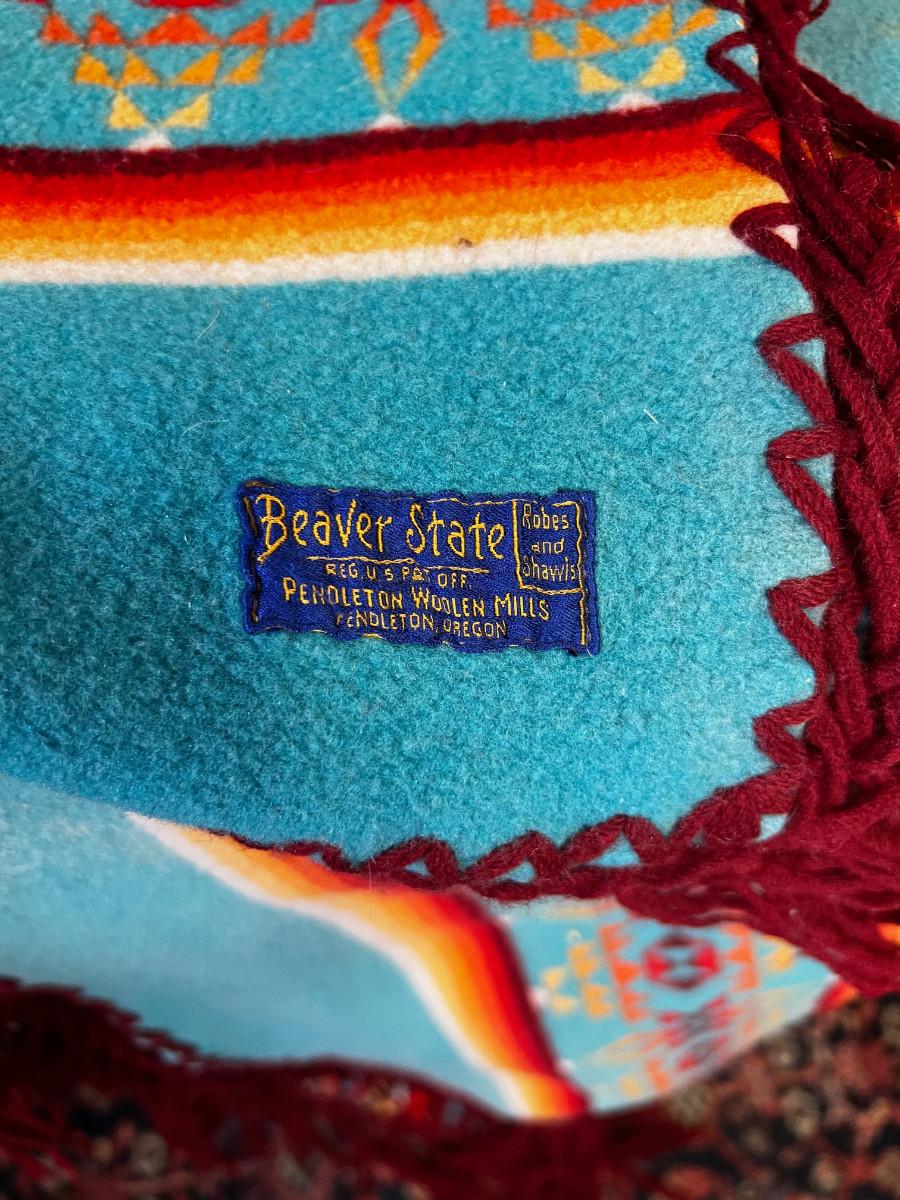 Beaver State
Robes
and
Shawls
REG. U.S. PAT. OFF.
PENDLETON WOOLEN MILLS
PENDLETON, OREGON